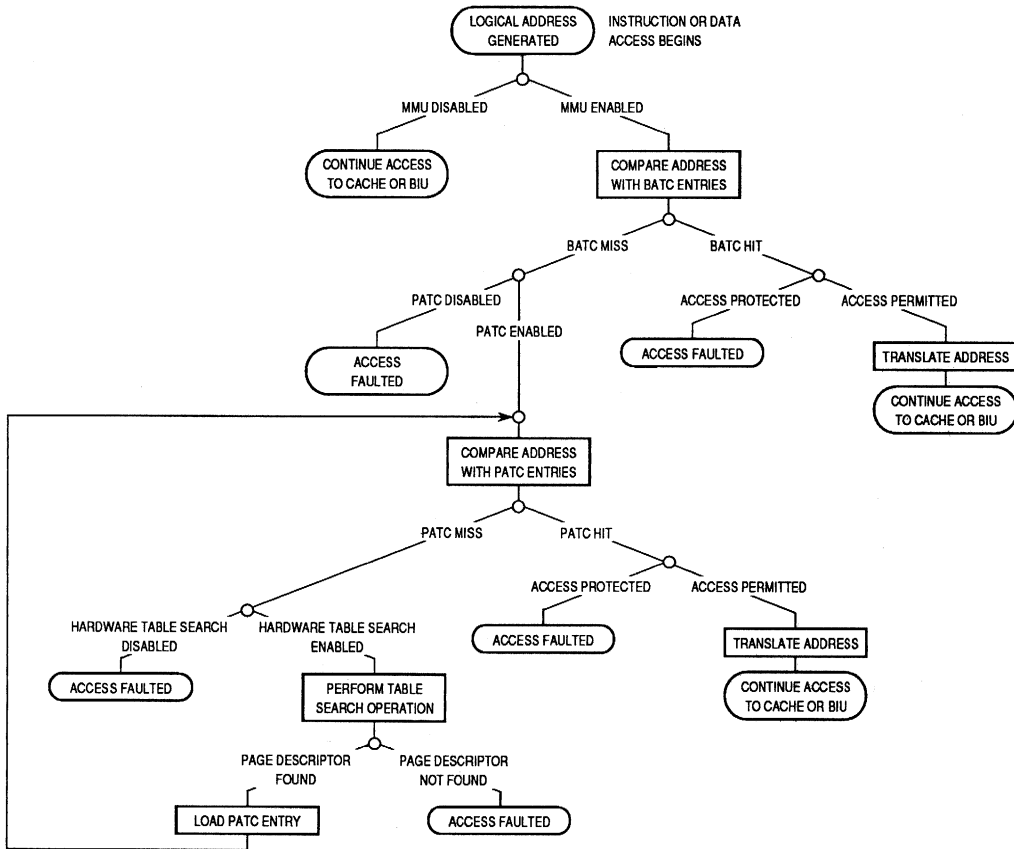 LOGICAL ADDRESS
GENERATED
INSTRUCTION OR DATA
ACCESS BEGINS
MMU DISABLED
MMU ENABLED
CONTINUE ACCESS
TO CACHE OR BIU
COMPARE ADDRESS
WITH BATC ENTRIES
BATC MISS
BATC HIT
PATC DISABLED
PATC ENABLED
ACCESS PROTECTED
ACCESS PERMITTED
ACCESS
FAULTED
ACCESS FAULTED
TRANSLATE ADDRESS
CONTINUE ACCESS
TO CACHE OR BIU
COMPARE ADDRESS
WITH PATC ENTRIES
PATC MISS
PATC HIT
ACCESS PROTECTED
ACCESS PERMITTED
HARDWARE TABLE SEARCH
DISABLED
HARDWARE TABLE SEARCH
ENABLED
ACCESS FAULTED
TRANSLATE ADDRESS
ACCESS FAULTED
PERFORM TABLE
SEARCH OPERATION
CONTINUE ACCESS
TO CACHE OR BIU
PAGE DESCRIPTOR
FOUND
PAGE DESCRIPTOR
NOT FOUND
LOAD PATC ENTRY
ACCESS FAULTED